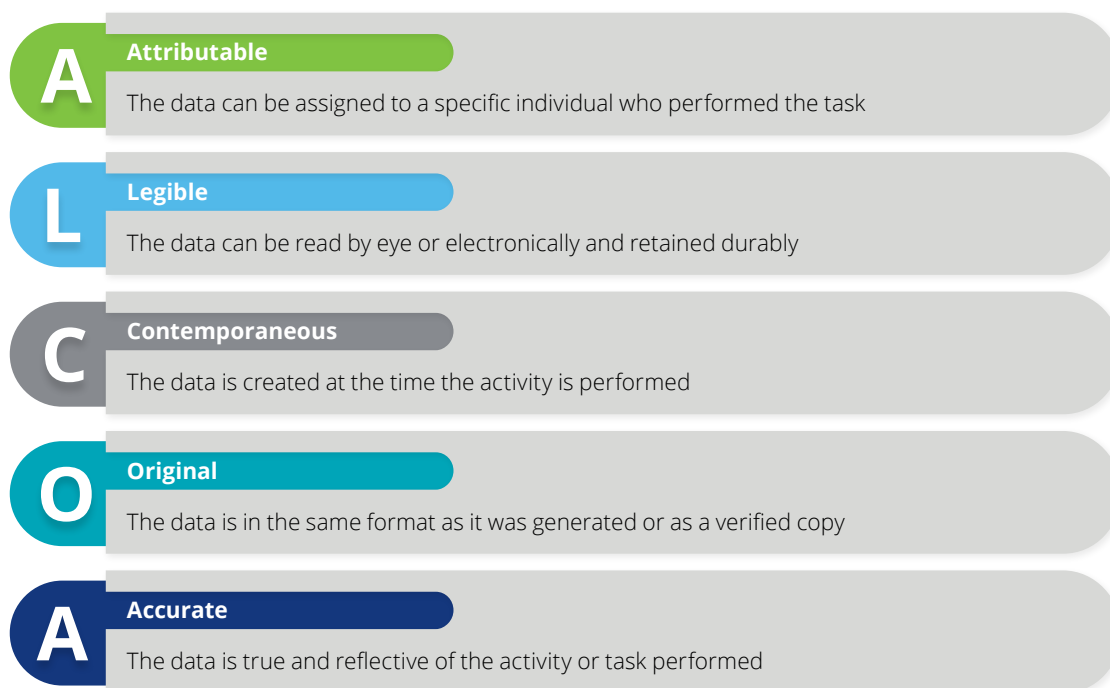 A
Attributable
The data can be assigned to a specific individual who performed the task
L
Legible
The data can be read by eye or electronically and retained durably
C
Contemporaneous
The data is created at the time the activity is performed
O
Original
The data is in the same format as it was generated or as a verified copy
A
Accurate
The data is true and reflective of the activity or task performed